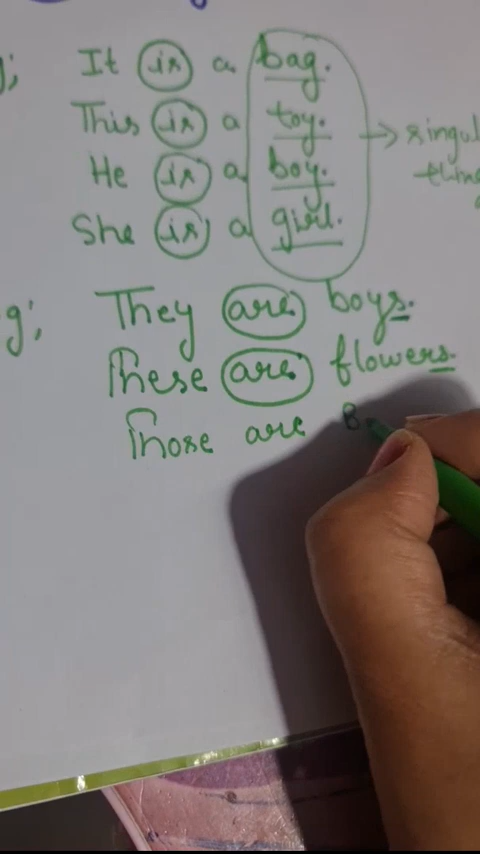 It is a bag.
This is a toy.
He is a boy.
She is a girl.
They are boys.
These are flowers.
Those are B